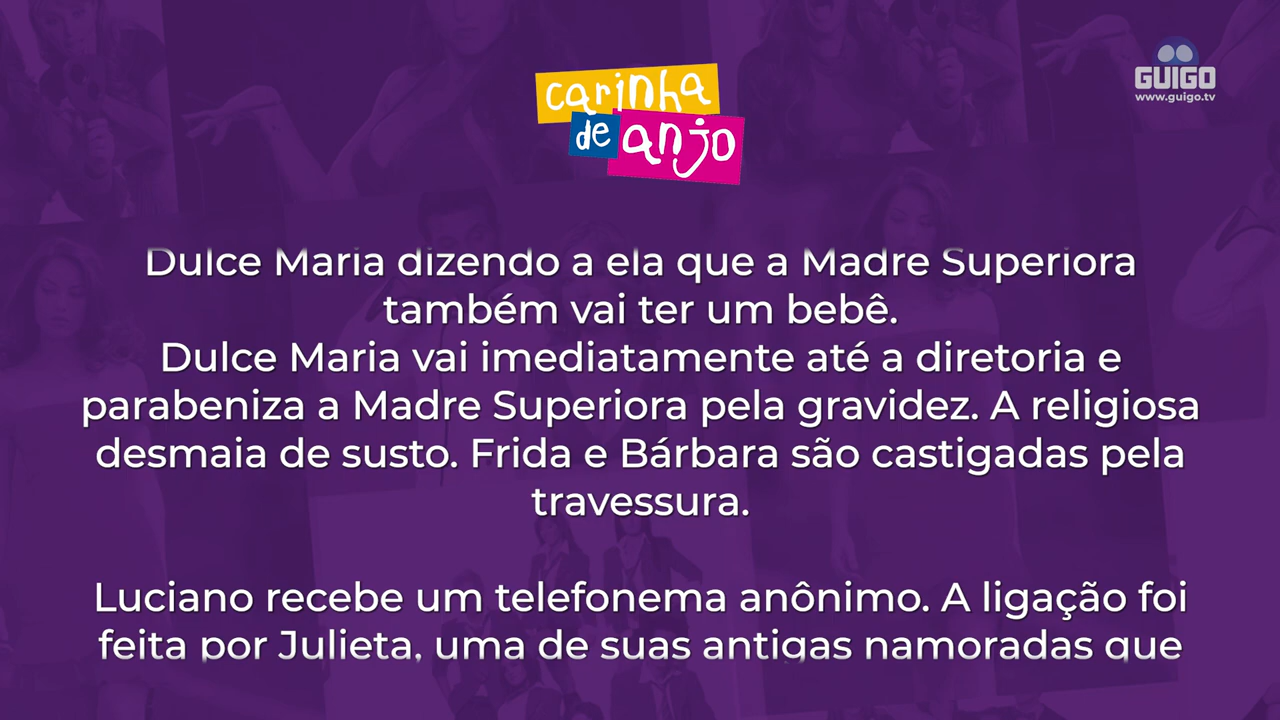 carinha
de anjo
GUIGO
www.guigo.tv
Dulce Maria dizendo a ela que a Madre Superiora
também vai ter um bebê.
Dulce Maria vai imediatamente até a diretoria e
parabeniza a Madre Superiora pela gravidez. A religiosa
desmaia de susto. Frida e Bárbara são castigadas pela
travessura.
Luciano recebe um telefonema anônimo. A ligação foi
feita por Julieta, uma de suas antigas namoradas que